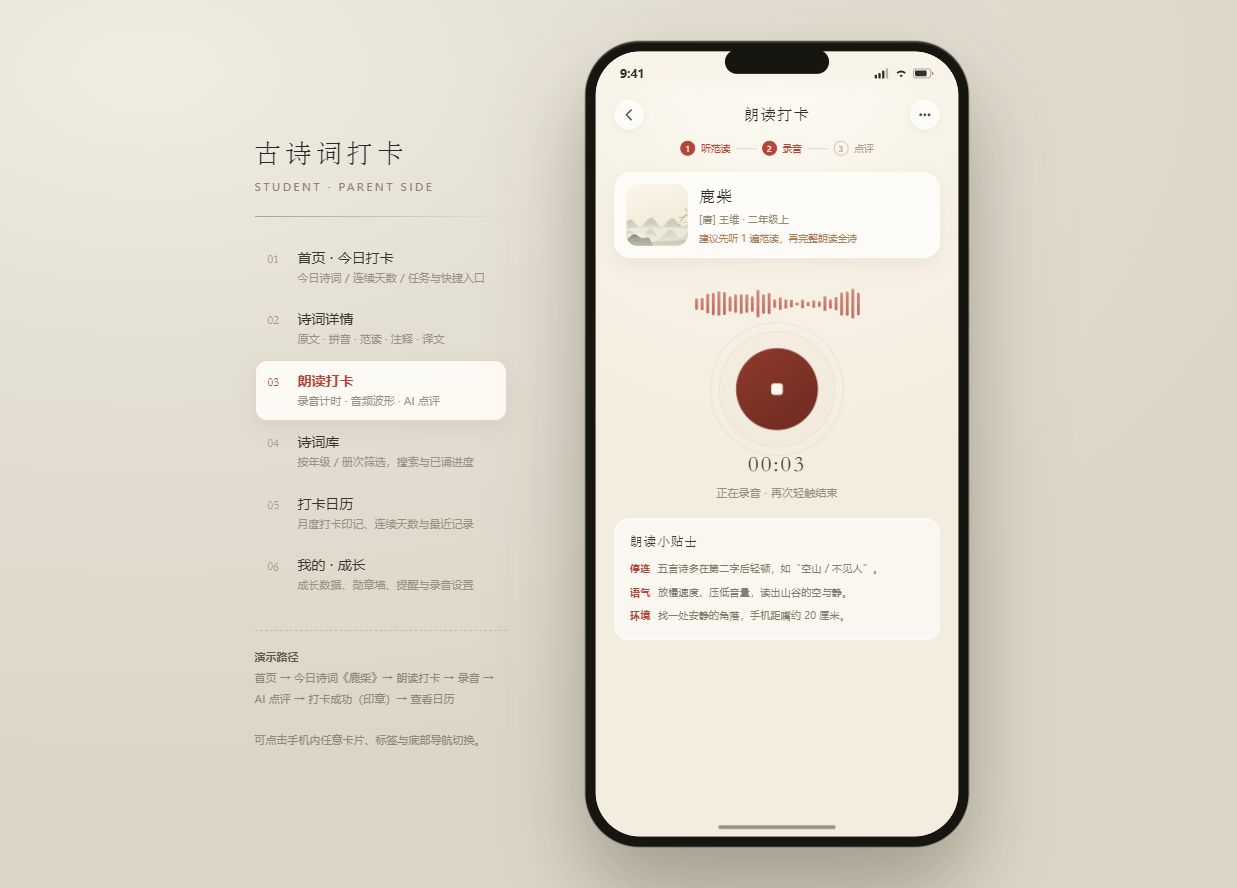 古诗词打卡
STUDENT · PARENT SIDE
01 首页 · 今日打卡
今日诗词 / 连续天数 / 任务与快捷入口
02 诗词详情
原文 · 拼音 · 范读 · 注释 · 译文
03 朗读打卡
录音计时 · 音频波形 · AI 点评
04 诗词库
按年级 / 册次筛选，搜索与已诵进度
05 打卡日历
月度打卡印记、连续天数与最近记录
06 我的 · 成长
成长数据、勋章墙、提醒与录音设置
演示路径
首页 → 今日诗词《鹿柴》→ 朗读打卡 → 录音 →
AI 点评 → 打卡成功（印章）→ 查看日历
可点击手机内任意卡片、标签与底部导航切换。
9:41
朗读打卡
1 听范读 2 录音 3 点评
鹿柴
[唐] 王维 · 二年级上
建议先听 1 遍范读，再完整朗读全诗
00:03
正在录音 · 再次轻触结束
朗读小贴士
停连 五言诗多在第二字后轻顿，如“空山 / 不见人”。
语气 放慢速度、压低音量，读出山谷的空与静。
环境 找一处安静的角落，手机距嘴约 20 厘米。